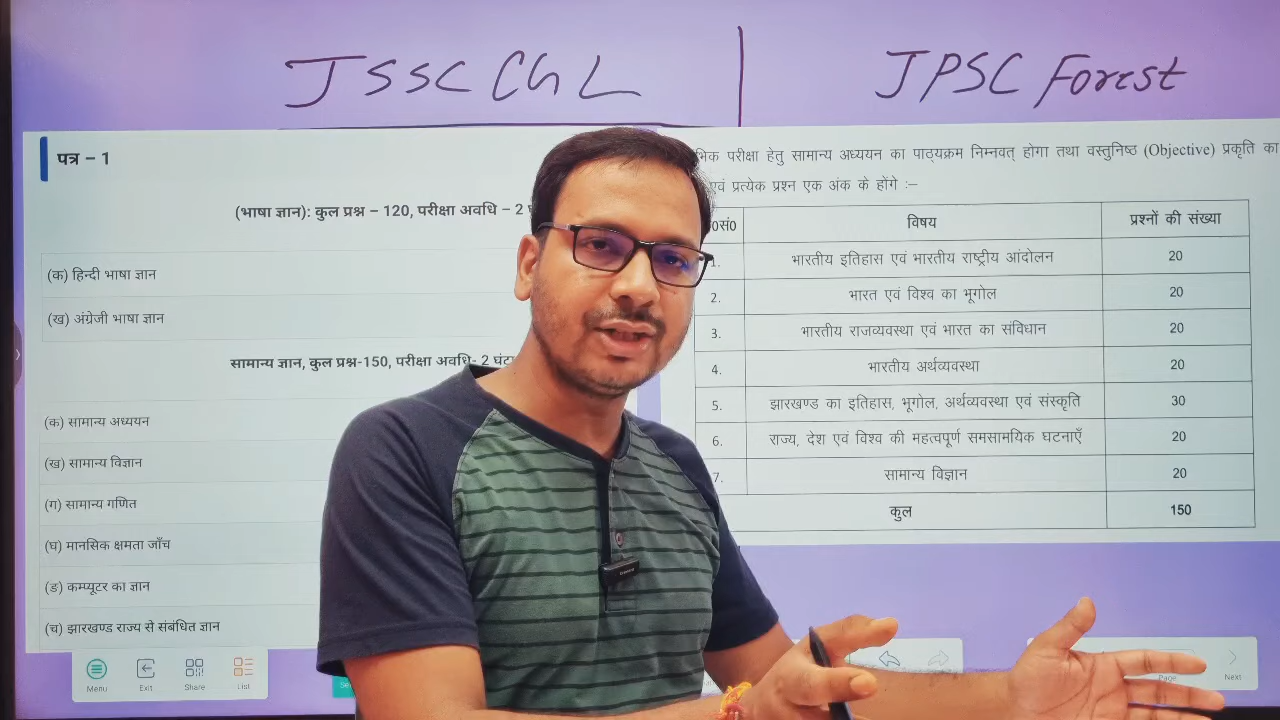 JSSC CGL
JPSC Forest
पत्र – 1
(भाषा ज्ञान): कुल प्रश्न – 120, परीक्षा अवधि – 2
(क) हिन्दी भाषा ज्ञान
(ख) अंग्रेजी भाषा ज्ञान
सामान्य ज्ञान, कुल प्रश्न-150, परीक्षा अवधि- 2
(क) सामान्य अध्ययन
(ख) सामान्य विज्ञान
(ग) सामान्य गणित
(घ) मानसिक क्षमता जाँच
(ङ) कम्प्यूटर का ज्ञान
(च) झारखण्ड राज्य से संबंधित ज्ञान
परीक्षा हेतु सामान्य अध्ययन का पाठ्यक्रम निम्नवत् होगा तथा वस्तुनिष्ठ (Objective) प्रकृति का
एवं प्रत्येक प्रश्न एक अंक के होंगे :–
विषय प्रश्नों की संख्या
1. भारतीय इतिहास एवं भारतीय राष्ट्रीय आंदोलन 20
2. भारत एवं विश्व का भूगोल 20
3. भारतीय राजव्यवस्था एवं भारत का संविधान 20
4. भारतीय अर्थव्यवस्था 20
5. झारखण्ड का इतिहास, भूगोल, अर्थव्यवस्था एवं संस्कृति 30
6. राज्य, देश एवं विश्व की महत्वपूर्ण समसामयिक घटनाएँ 20
7. सामान्य विज्ञान 20
कुल 150
Menu Exit Share List
Page Next